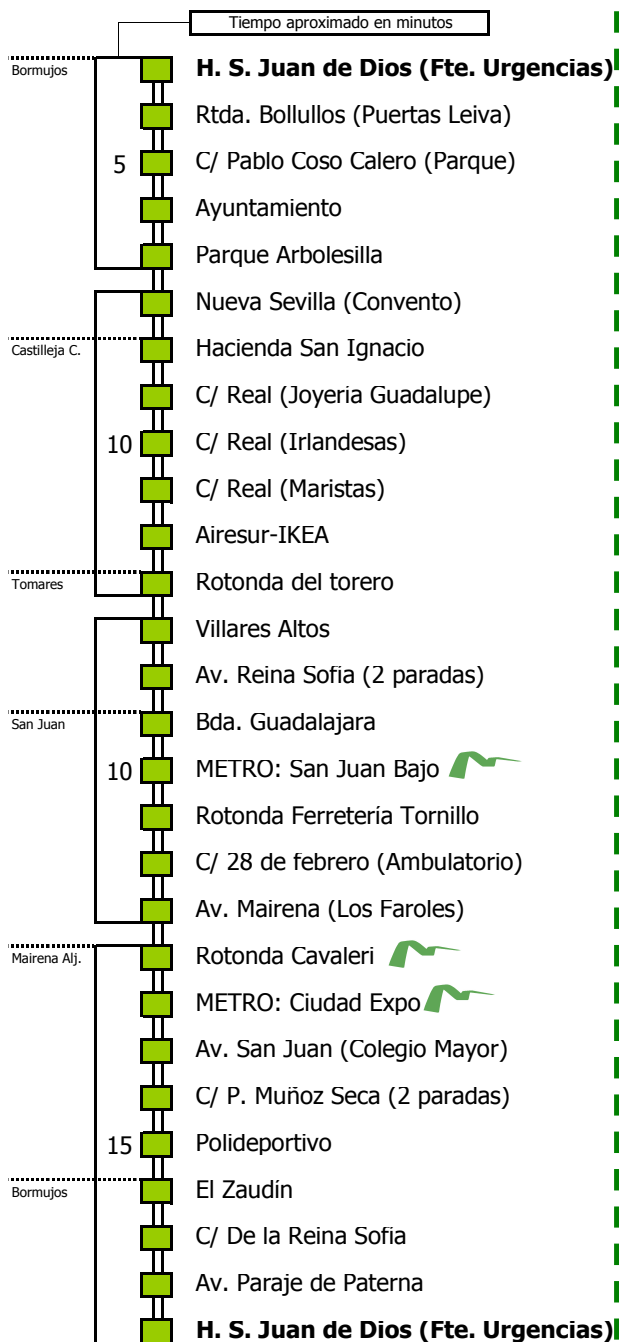 Tiempo aproximado en minutos
Bormujos
H. S. Juan de Dios (Fte. Urgencias)
Rtda. Bollullos (Puertas Leiva)
5
C/ Pablo Coso Calero (Parque)
Ayuntamiento
Parque Arbolesilla
Nueva Sevilla (Convento)
Castilleja C.
Hacienda San Ignacio
C/ Real (Joyeria Guadalupe)
10
C/ Real (Irlandesas)
C/ Real (Maristas)
Airesur-IKEA
Tomares
Rotonda del torero
Villares Altos
Av. Reina Sofia (2 paradas)
San Juan
Bda. Guadalajara
10
METRO: San Juan Bajo
Rotonda Ferretería Tornillo
C/ 28 de febrero (Ambulatorio)
Av. Mairena (Los Faroles)
Mairena Alj.
Rotonda Cavaleri
METRO: Ciudad Expo
Av. San Juan (Colegio Mayor)
C/ P. Muñoz Seca (2 paradas)
15
Polideportivo
Bormujos
El Zaudín
C/ De la Reina Sofia
Av. Paraje de Paterna
H. S. Juan de Dios (Fte. Urgencias)